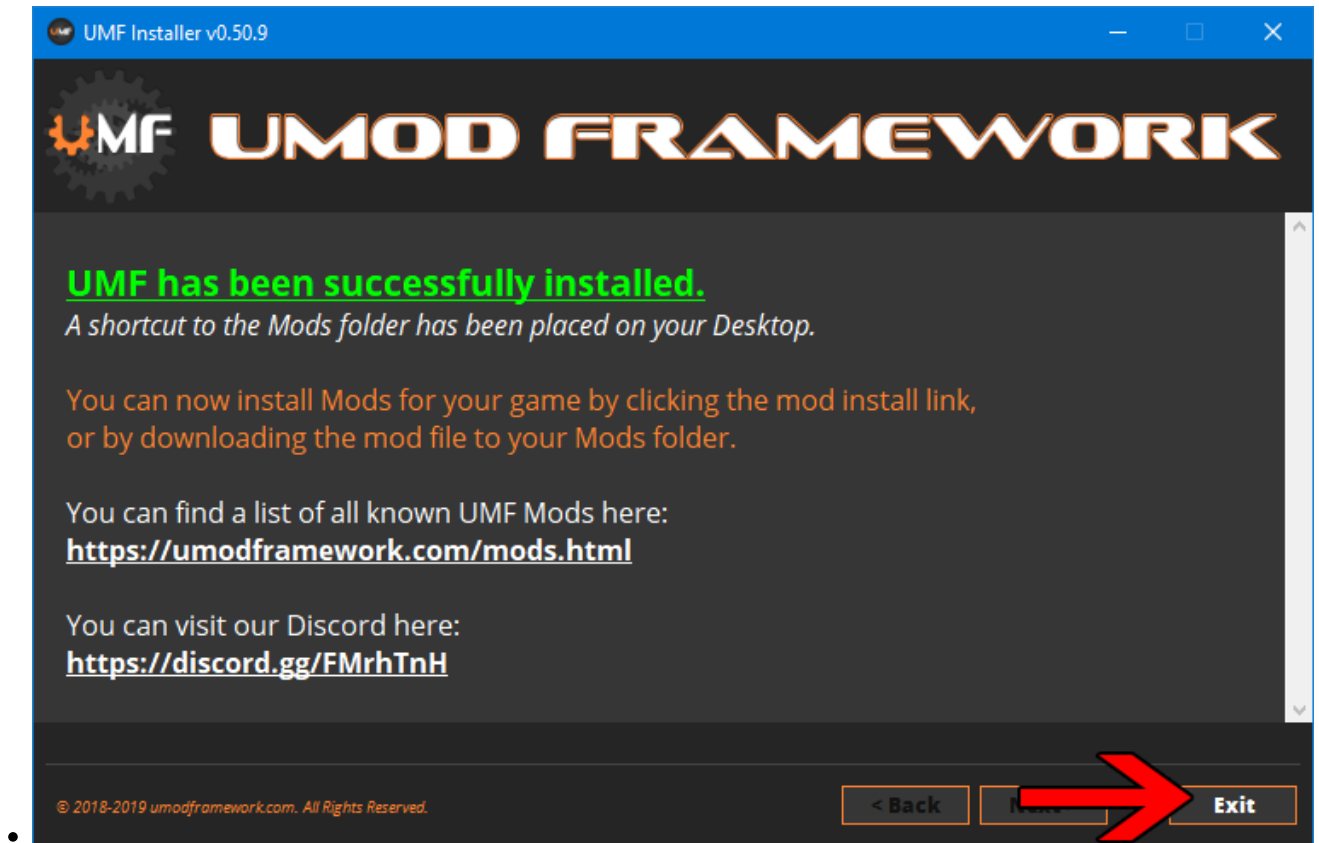 UMF UMF Installer v0.50.9
UMF UMOD FRAMEWORK
UMF has been successfully installed.
A shortcut to the Mods folder has been placed on your Desktop.
You can now install Mods for your game by clicking the mod install link,
or by downloading the mod file to your Mods folder.
You can find a list of all known UMF Mods here:
https://umodframework.com/mods.html
You can visit our Discord here:
https://discord.gg/FMrhTnH
© 2018-2019 umodframework.com. All Rights Reserved.
< Back
Exit